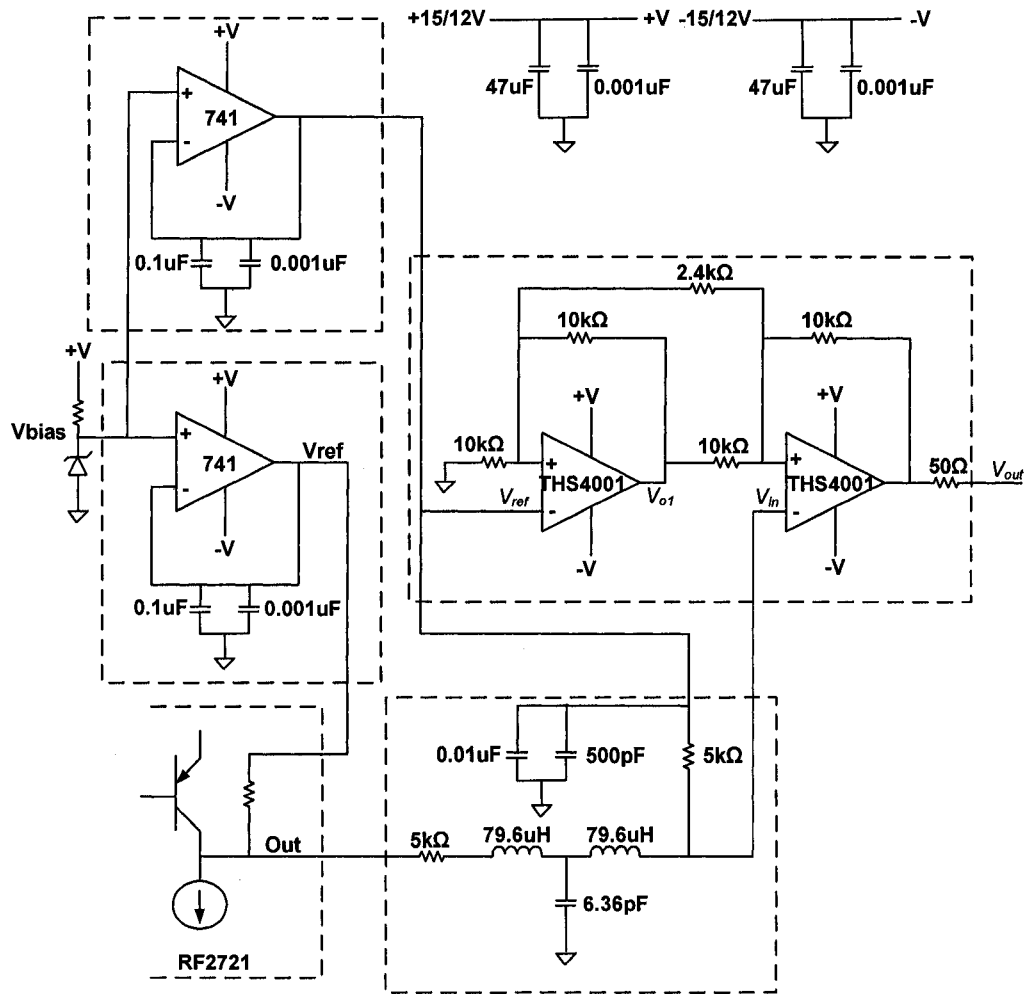 +15/12V
+V
-15/12V
-V
47uF
0.001uF
47uF
0.001uF
+V
+
741
-
-V
0.1uF
0.001uF
+V
Vbias
+V
+
741
-
Vref
-V
0.1uF
0.001uF
2.4kΩ
10kΩ
10kΩ
+V
+V
10kΩ
+
THS4001
-
10kΩ
+
THS4001
-
50Ω
Vout
Vref
Vo1
Vin
-V
-V
0.01uF
500pF
5kΩ
Out
5kΩ
79.6uH
79.6uH
6.36pF
RF2721